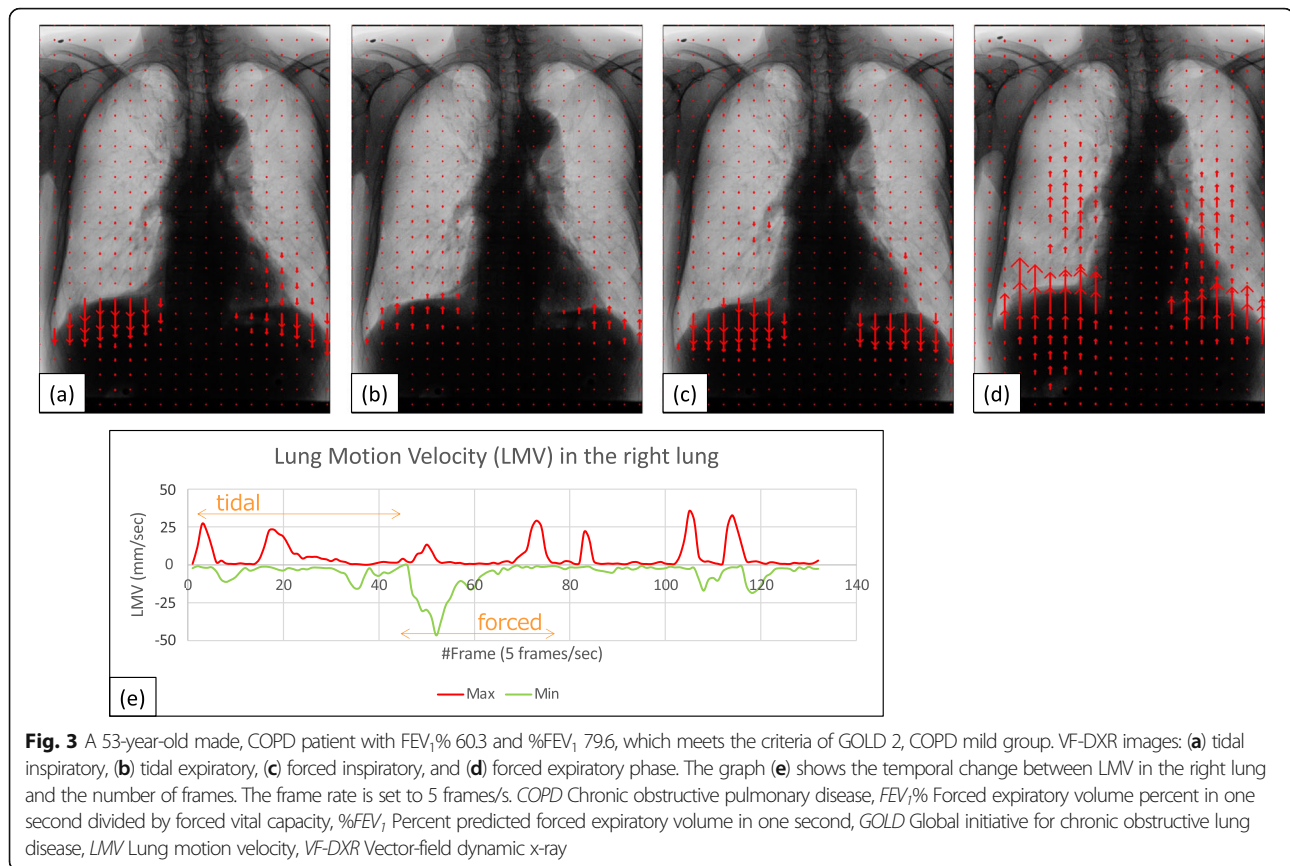 (a)
(b)
(c)
(d)
Lung Motion Velocity (LMV) in the right lung
50
tidal
25
0
0
20
40
60
80
100
120
140
-25
forced
-50
LMV (mm/sec)
#Frame (5 frames/sec)
Max
Min
(e)
Fig. 3 A 53-year-old made, COPD patient with FEV₁% 60.3 and %FEV₁ 79.6, which meets the criteria of GOLD 2, COPD mild group. VF-DXR images: (a) tidal
inspiratory, (b) tidal expiratory, (c) forced inspiratory, and (d) forced expiratory phase. The graph (e) shows the temporal change between LMV in the right lung
and the number of frames. The frame rate is set to 5 frames/s. COPD Chronic obstructive pulmonary disease, FEV₁% Forced expiratory volume percent in one
second divided by forced vital capacity, %FEV₁ Percent predicted forced expiratory volume in one second, GOLD Global initiative for chronic obstructive lung
disease, LMV Lung motion velocity, VF-DXR Vector-field dynamic x-ray